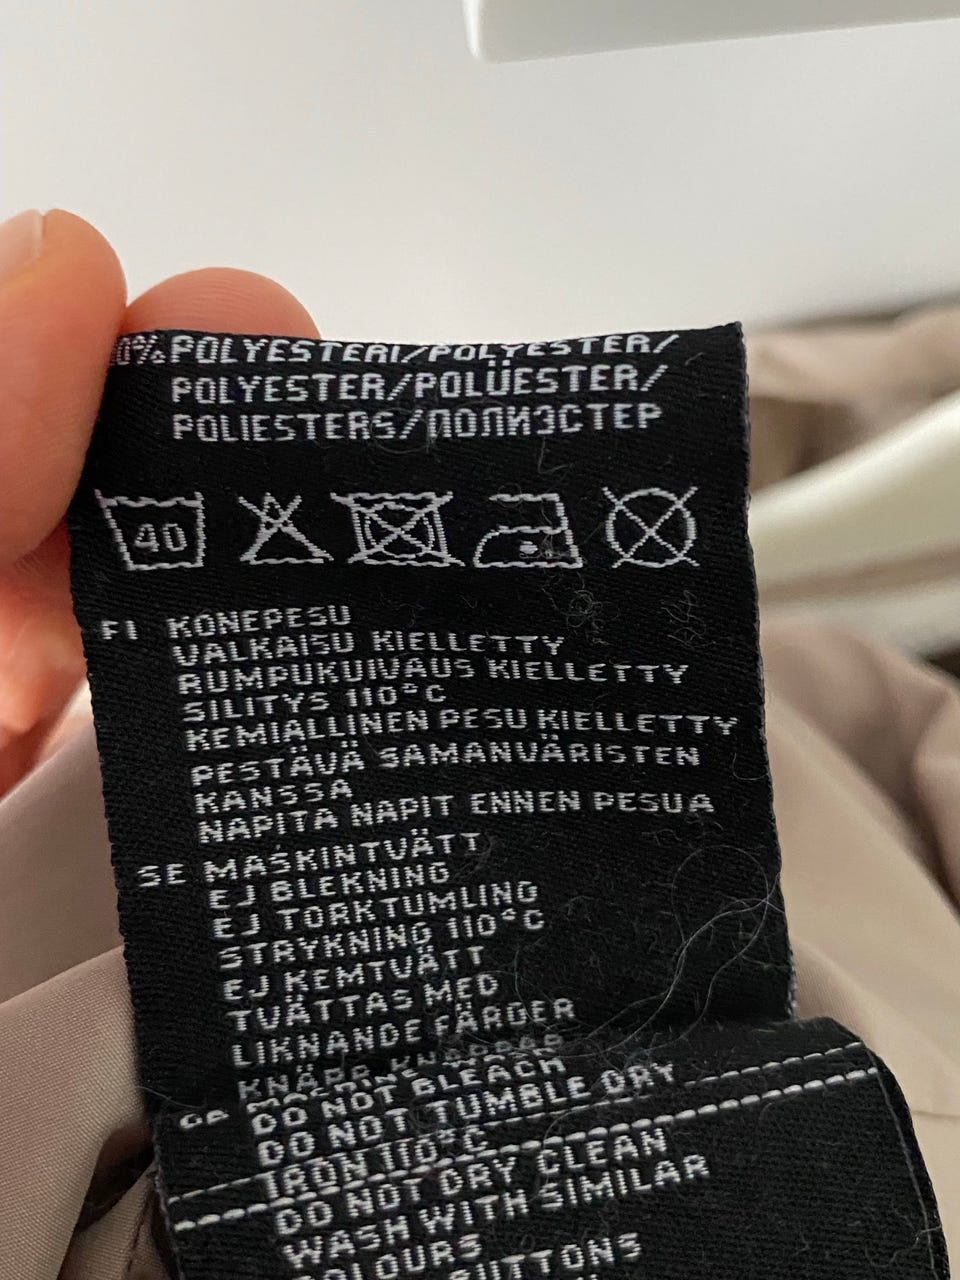 0% POLYESTERI/POLYESTER/
POLYESTER/POLÜESTER/
POLIESTERS/ПОЛИЭСТЕР
40
FI KONEPESU
VALKAISU KIELLETTY
RUMPUKUIVAUS KIELLETTY
SILITYS 110°C
KEMIALLINEN PESU KIELLETTY
PESTÄVÄ SAMANVÄRISTEN
KANSSA
NAPITA NAPIT ENNEN PESUA
SE MASKINTVÄTT
EJ BLEKNING
EJ TORKTUMLING
STRYKNING 110°C
EJ KEMTVÄTT
TVÄTTAS MED
LIKNANDE FÄRGER
KNÄPP KNAPPAR
DO NOT BLEACH
DO NOT TUMBLE DRY
IRON 110°C
DO NOT DRY CLEAN
WASH WITH SIMILAR
COLOURS
BUTTONS